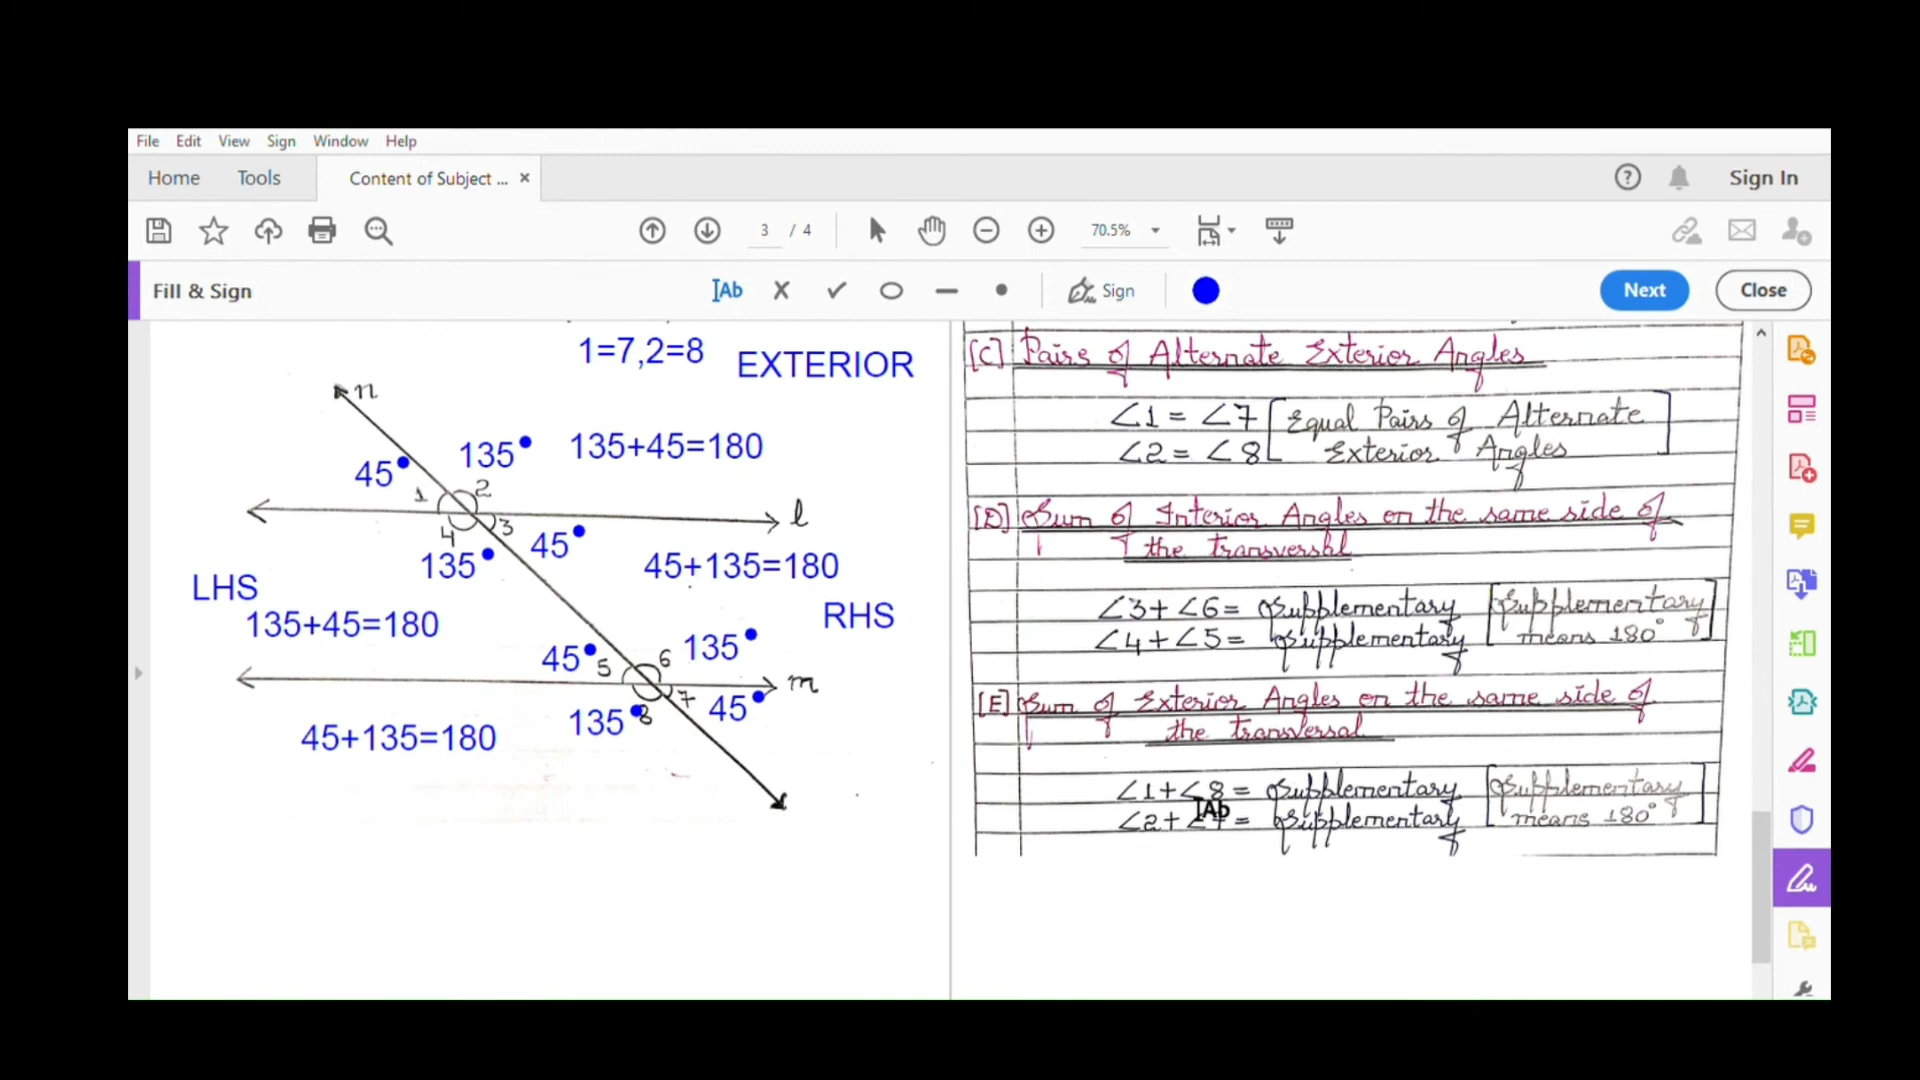 File Edit View Sign Window Help
Home Tools Content of Subject ... × Sign In
3 / 4 70.5%
Fill & Sign IAb Sign Next Close
1=7,2=8 EXTERIOR
n
45 135 135+45=180
1 2
l
4 3
135 45 45+135=180
LHS
135+45=180 RHS
45 5 6 135
m
135 8 7 45
45+135=180
[C] Pairs of Alternate Exterior Angles
∠1 = ∠7 [Equal Pairs of Alternate
∠2 = ∠8 Exterior Angles]
[D] Sum of Interior Angles on the same side of
the transversal
∠3+∠6= Supplementary [Supplementary
∠4+∠5= Supplementary means 180°]
[E] Sum of Exterior Angles on the same side of
the transversal
∠1+∠8= Supplementary [Supplementary
∠2+∠7= Supplementary means 180°]
IAb